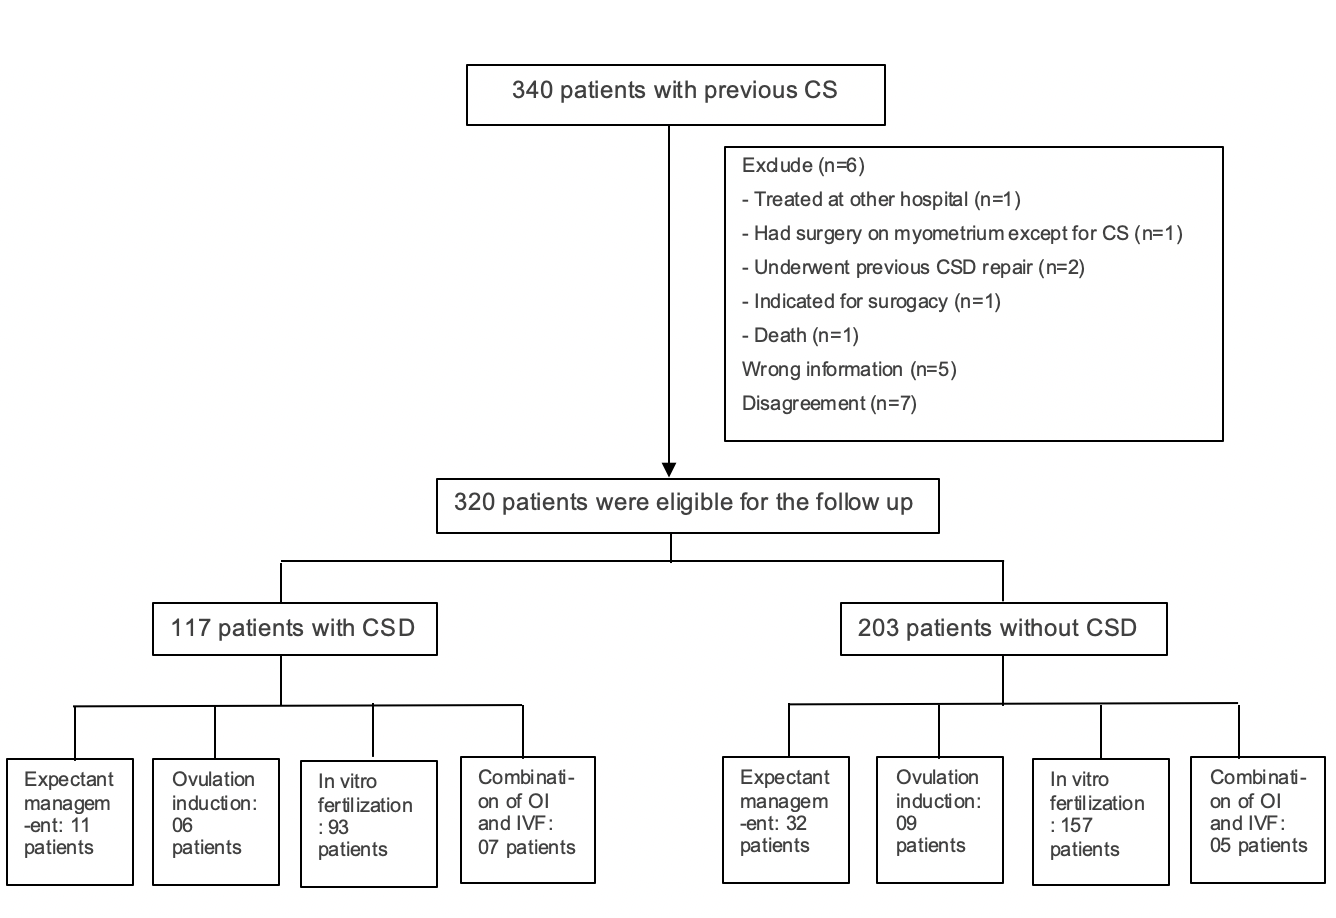 340 patients with previous CS
Exclude (n=6)
- Treated at other hospital (n=1)
- Had surgery on myometrium except for CS (n=1)
- Underwent previous CSD repair (n=2)
- Indicated for surogacy (n=1)
- Death (n=1)
Wrong information (n=5)
Disagreement (n=7)
320 patients were eligible for the follow up
117 patients with CSD
203 patients without CSD
Expectant
managem
-ent: 11
patients
Ovulation
induction:
06
patients
In vitro
fertilization
: 93
patients
Combinati-
on of OI
and IVF:
07 patients
Expectant
managem
-ent: 32
patients
Ovulation
induction:
09
patients
In vitro
fertilization
: 157
patients
Combinati-
on of OI
and IVF:
05 patients